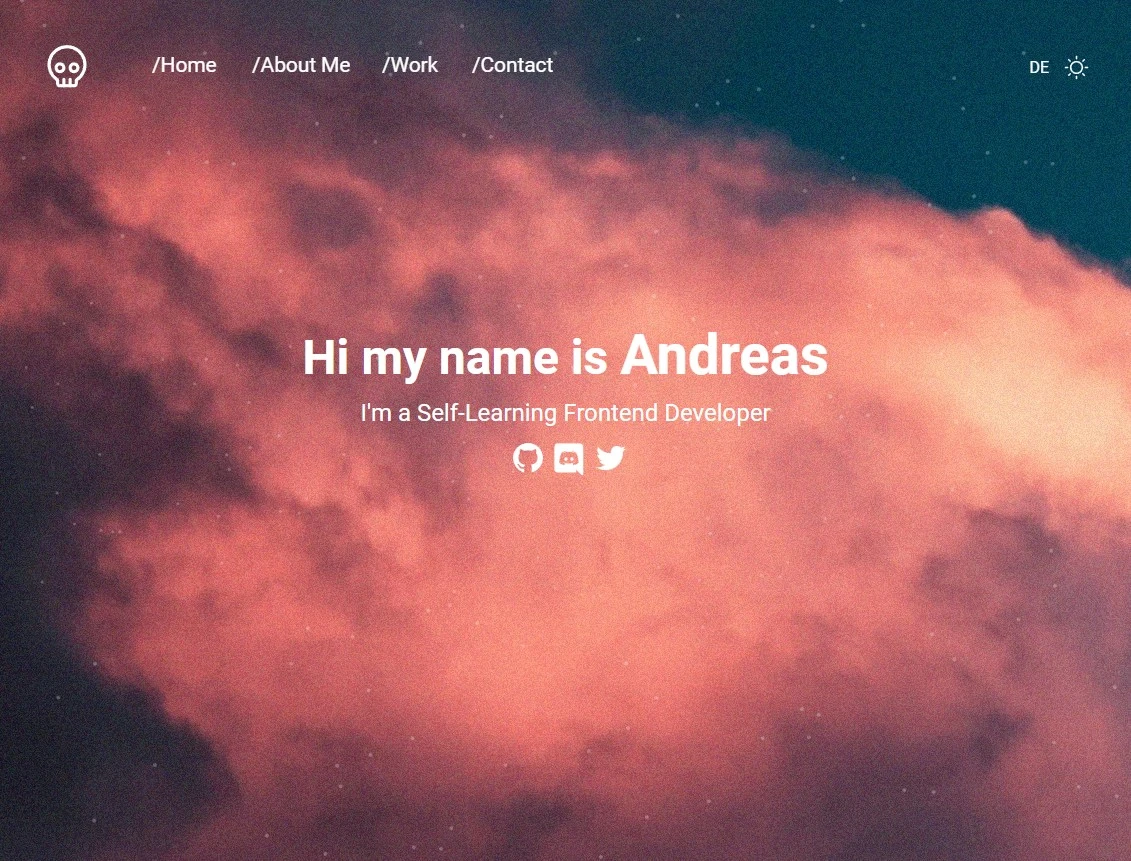 /Home /About Me /Work /Contact DE
Hi my name is Andreas
I'm a Self-Learning Frontend Developer